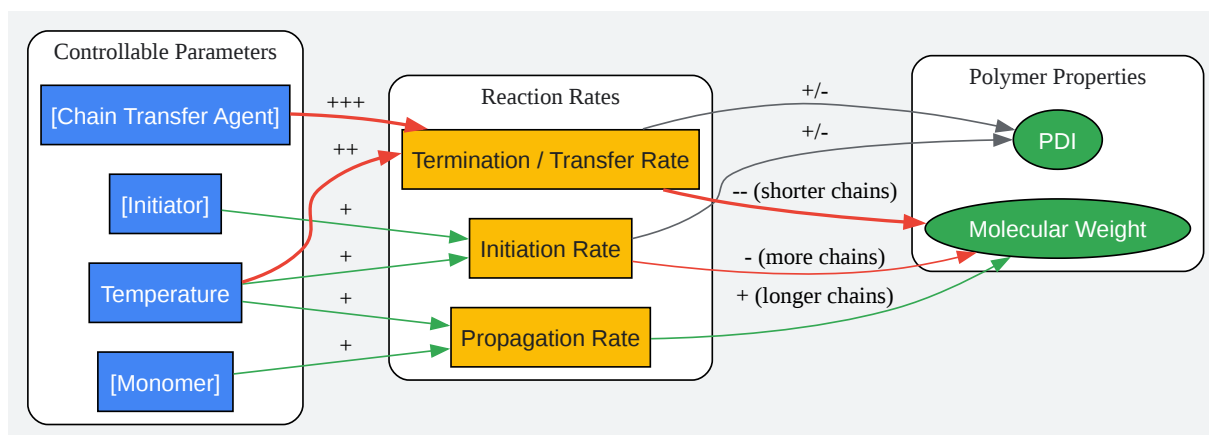 Controllable Parameters
[Chain Transfer Agent]
[Initiator]
Temperature
[Monomer]
+++
++
+
+
+
+
Reaction Rates
Termination / Transfer Rate
Initiation Rate
Propagation Rate
+/-
+/-
-- (shorter chains)
- (more chains)
+ (longer chains)
Polymer Properties
PDI
Molecular Weight